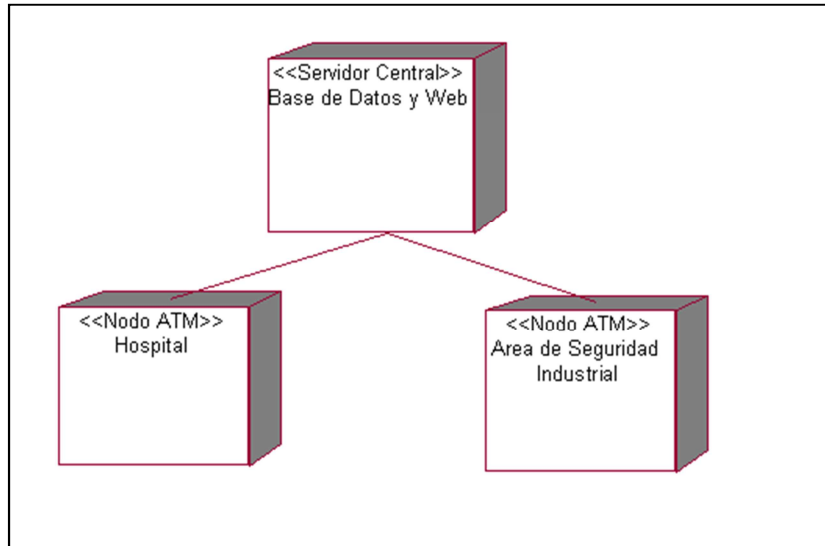 <<Servidor Central>>
Base de Datos y Web
<<Nodo ATM>>
Hospital
<<Nodo ATM>>
Area de Seguridad
Industrial